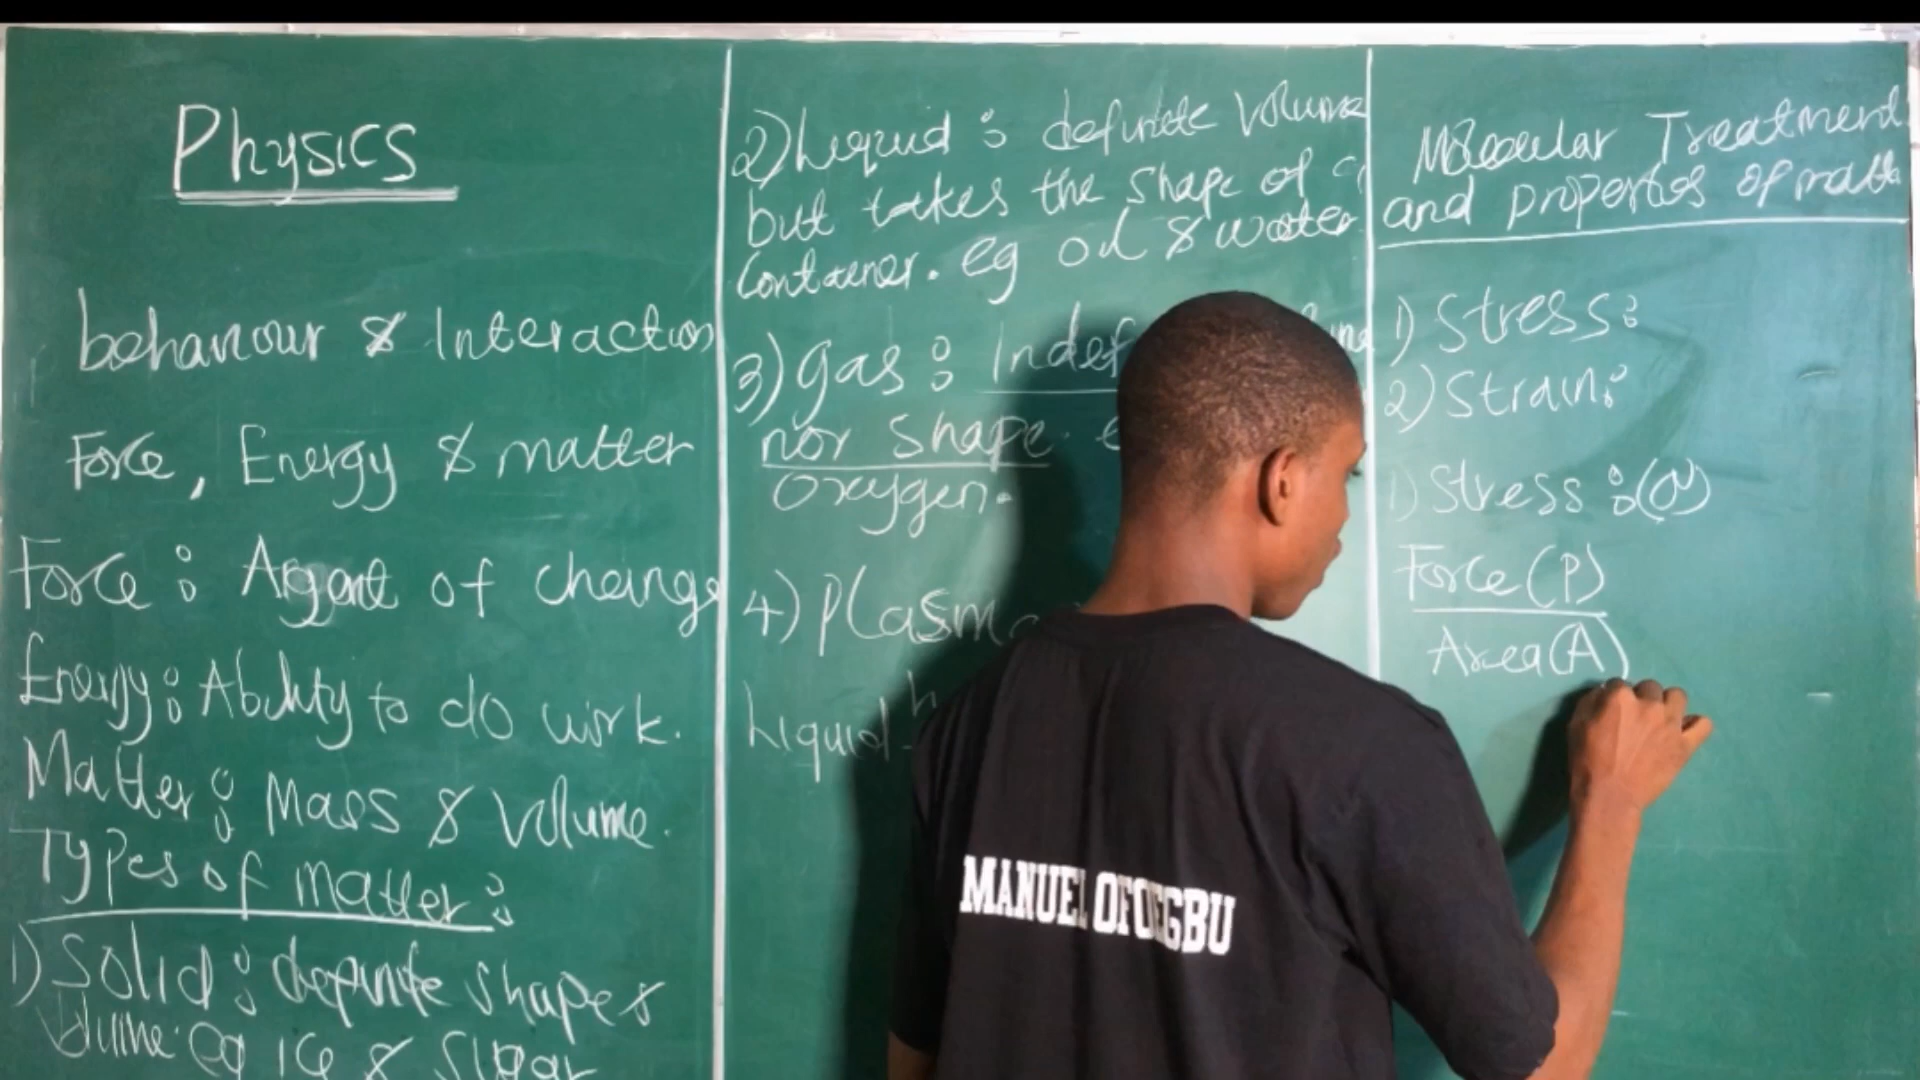 Physics
behaviour & Interaction
Force, Energy & matter
Force : Agent of change
Energy : Ability to do work.
Matter : Mass & Volume.
Types of matter :
1) Solid : definite shape &
Volume. eg ice & Sugar
2) Liquid : definite Volume
but takes the shape of
Container. eg oil & water
3) gas : Indef
nor shape.
Oxygen.
4) Plasma
Liquid
Molecular Treatment
and properties of matter
1) Stress:
2) Strain:
1) Stress :(σ)
Force (P)
Area (A)
MANUEL OFOEGBU